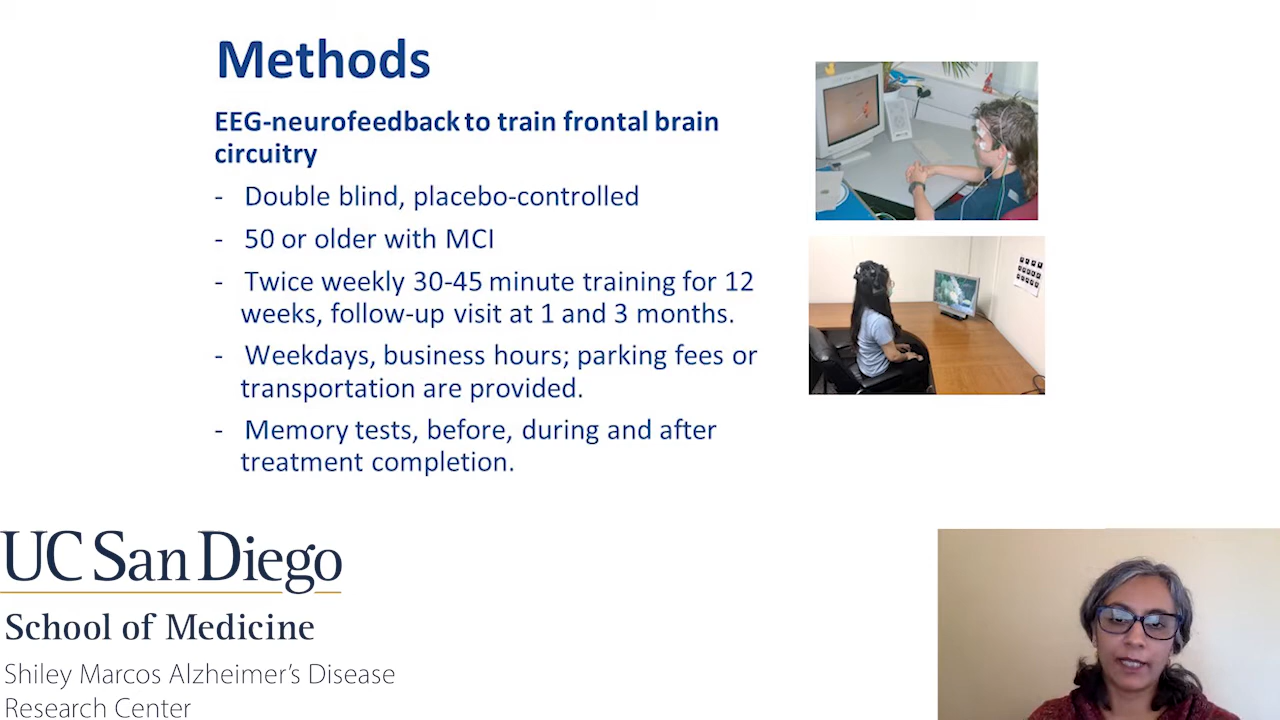 Methods
EEG-neurofeedback to train frontal brain
circuitry
- Double blind, placebo-controlled
- 50 or older with MCI
- Twice weekly 30-45 minute training for 12
weeks, follow-up visit at 1 and 3 months.
- Weekdays, business hours; parking fees or
transportation are provided.
- Memory tests, before, during and after
treatment completion.
UC San Diego
School of Medicine
Shiley Marcos Alzheimer's Disease
Research Center